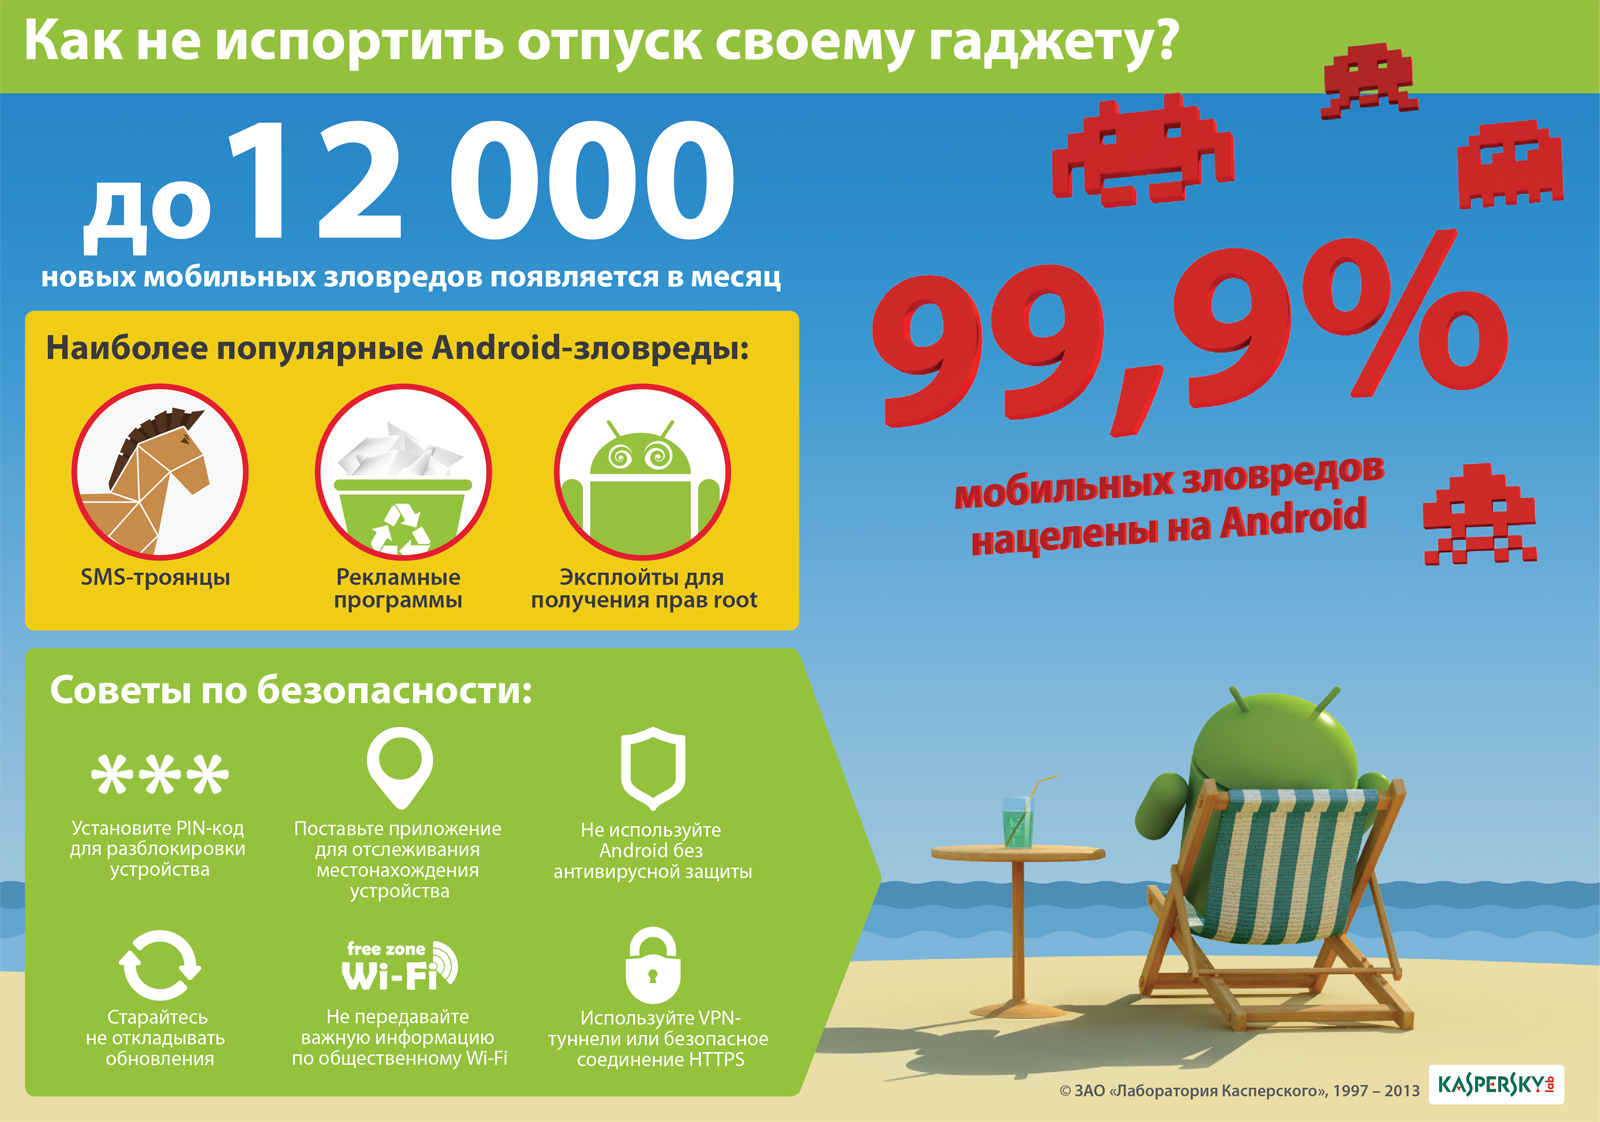 Как не испортить отпуск своему гаджету?
до 12 000
новых мобильных зловредов появляется в месяц
99,9%
мобильных зловредов
нацелены на Android
Наиболее популярные Android-зловреды:
SMS-троянцы
Рекламные
программы
Эксплойты для
получения прав root
Советы по безопасности:
***
Установите PIN-код
для разблокировки
устройства
Поставьте приложение
для отслеживания
местонахождения
устройства
Не используйте
Android без
антивирусной защиты
Старайтесь
не откладывать
обновления
free zone
Wi-Fi
Не передавайте
важную информацию
по общественному Wi-Fi
Используйте VPN-
туннели или безопасное
соединение HTTPS
© ЗАО «Лаборатория Касперского», 1997 – 2013
KASPERSKY lab